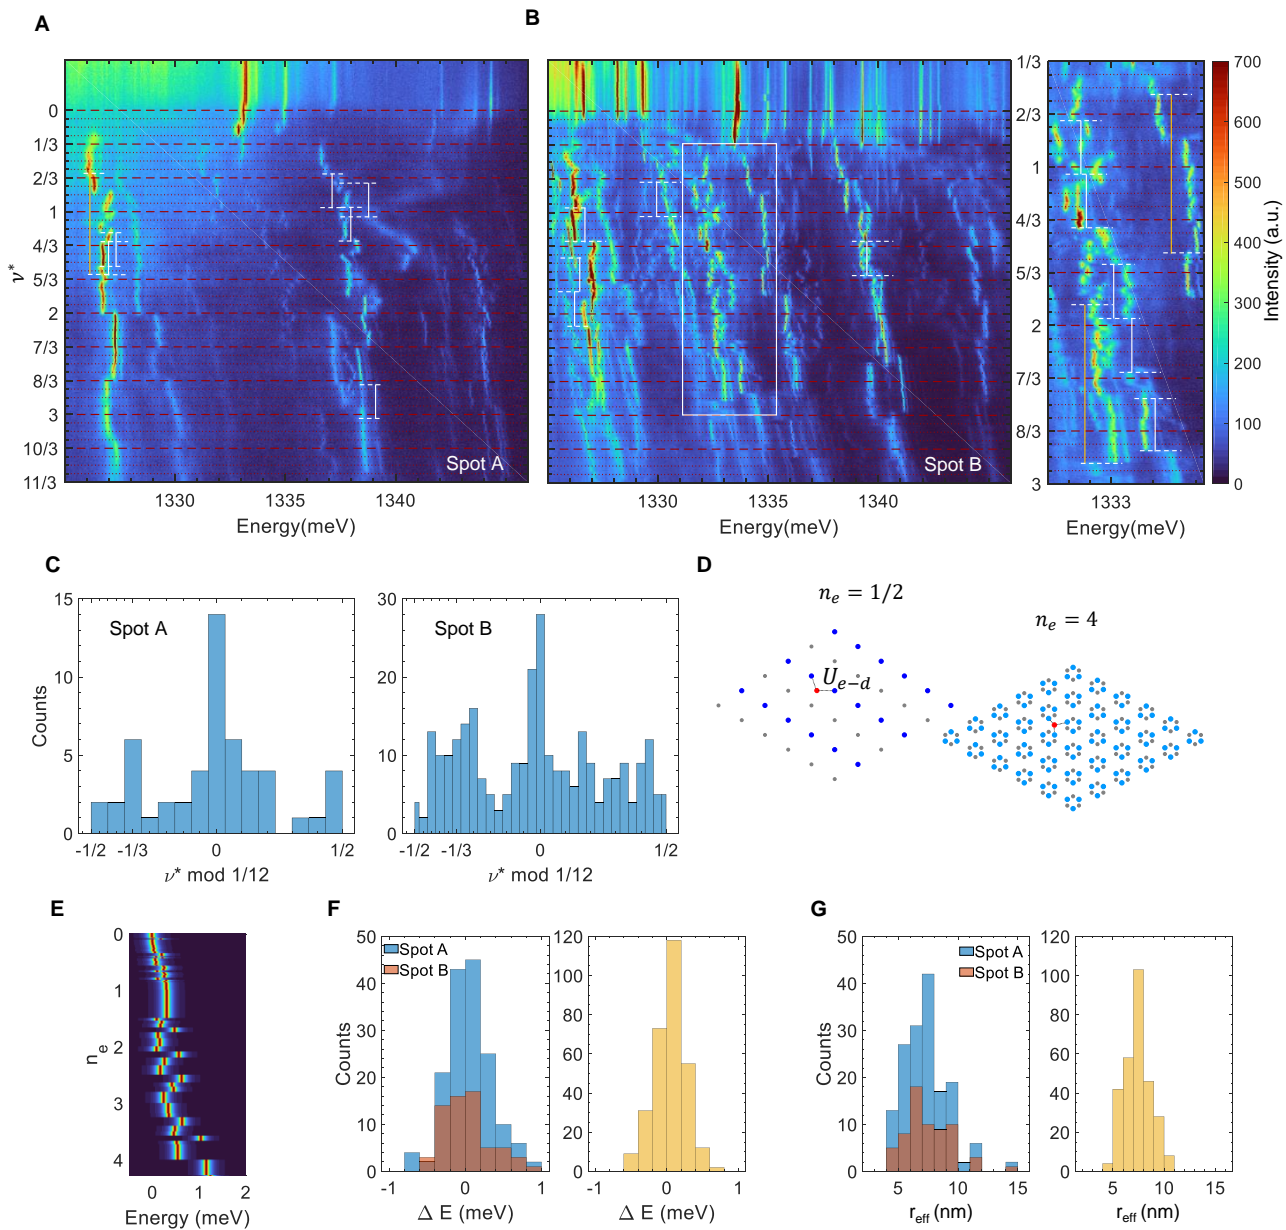 A
B
0
1/3
2/3
1
4/3
5/3
2
7/3
8/3
3
10/3
11/3
ν*
1330
1335
1340
Energy(meV)
Spot A
1330
1335
1340
Energy(meV)
Spot B
1/3
2/3
1
4/3
5/3
2
7/3
8/3
3
1333
Energy(meV)
700
600
500
400
300
200
100
0
Intensity (a.u.)
C
15
10
5
0
Counts
Spot A
-1/2
-1/3
0
1/2
ν* mod 1/12
30
20
10
0
Spot B
-1/2
-1/3
0
1/2
ν* mod 1/12
D
n_e = 1/2
n_e = 4
U_{e-d}
E
0
1
2
3
4
n_e
0
1
2
Energy (meV)
F
50
40
30
20
10
0
Counts
Spot A
Spot B
-1
0
1
Δ E (meV)
120
100
80
60
40
20
0
-1
0
1
Δ E (meV)
G
50
40
30
20
10
0
Counts
Spot A
Spot B
5
10
15
r_eff (nm)
120
100
80
60
40
20
0
5
10
15
r_eff (nm)